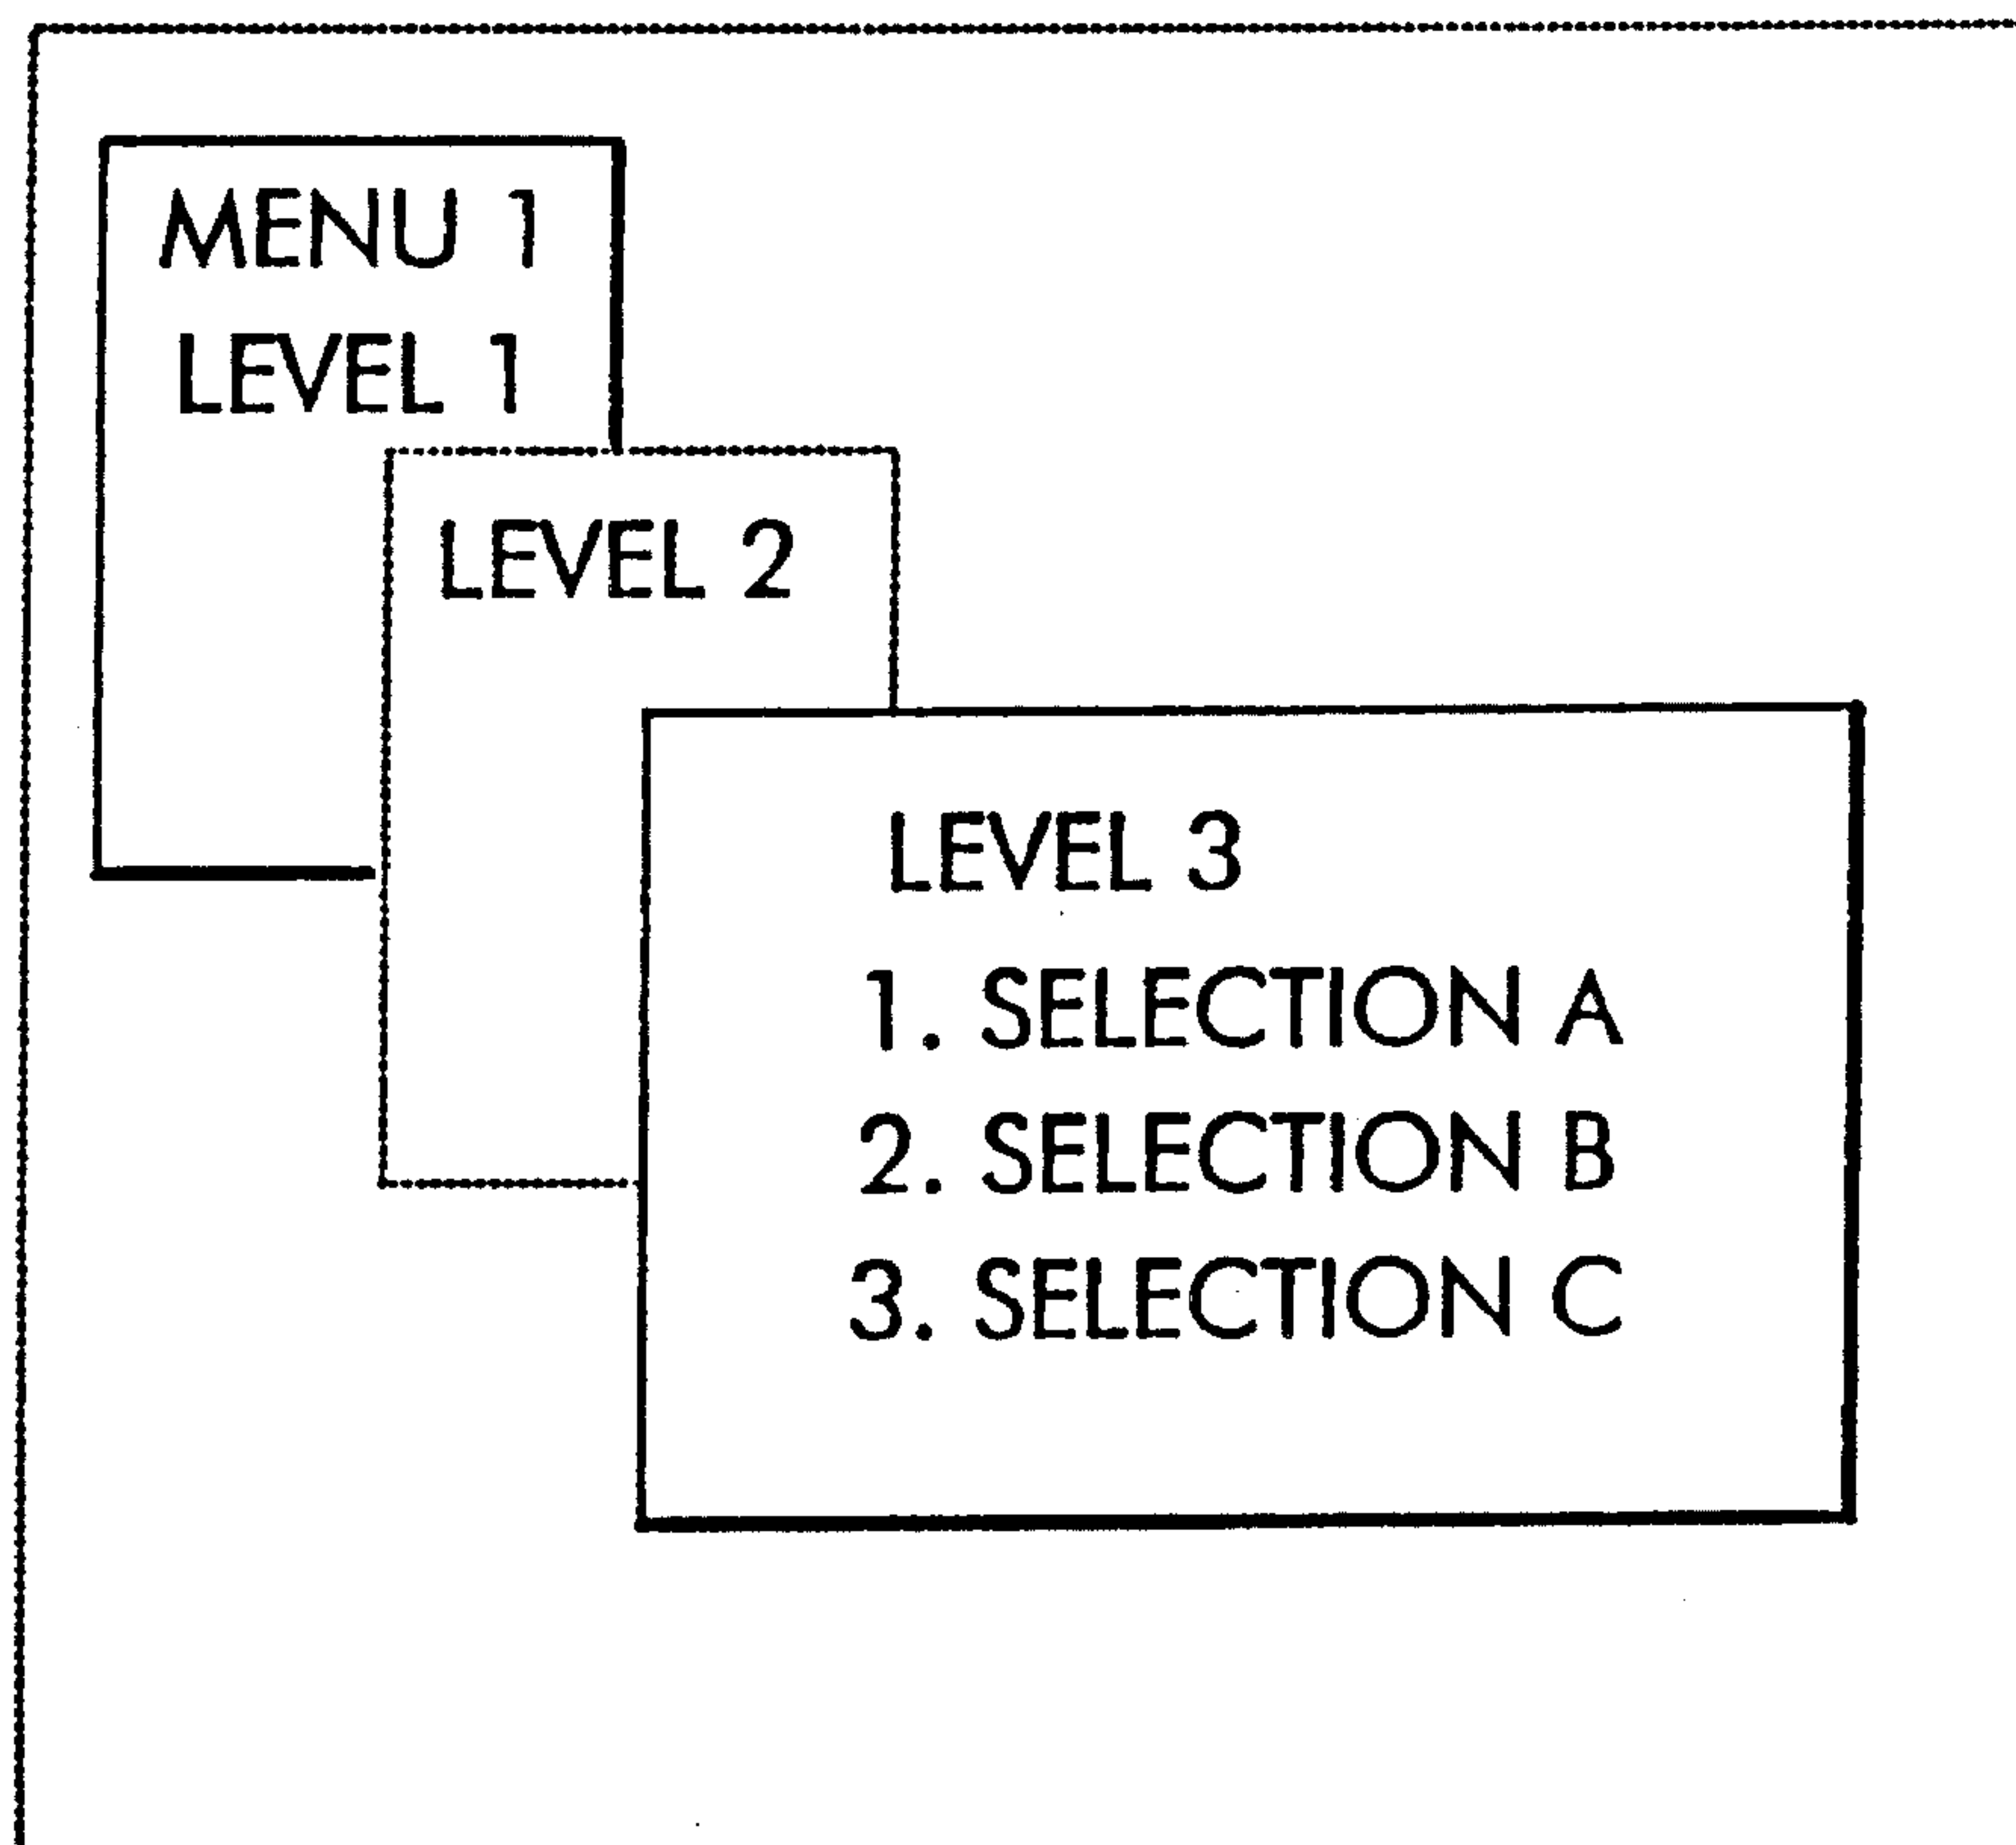 MENU 1
LEVEL 1
LEVEL 2
LEVEL 3
1. SELECTION A
2. SELECTION B
3. SELECTION C